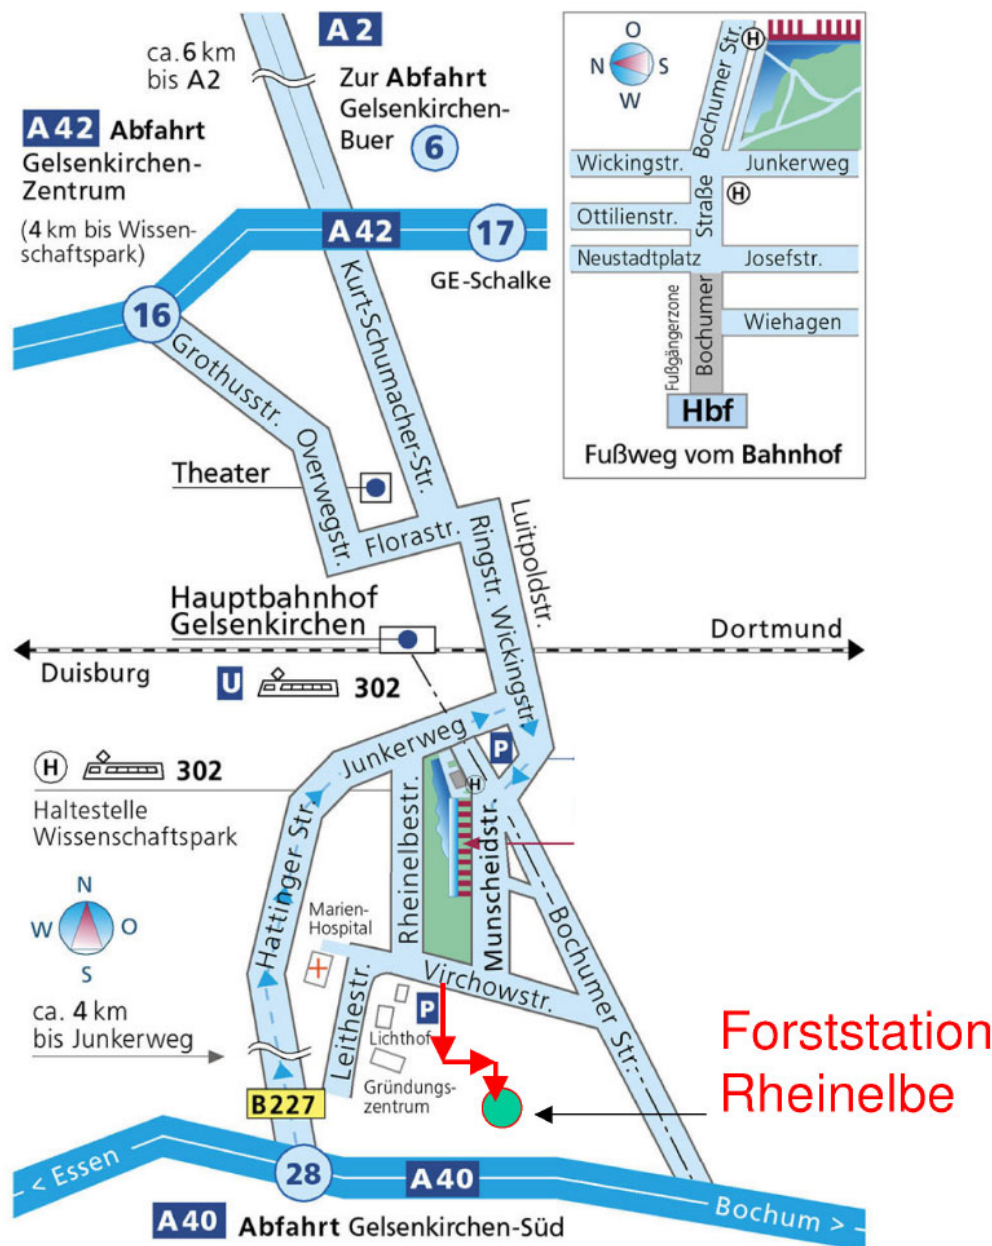 ca. 6 km
bis A2
A 2
Zur Abfahrt
Gelsenkirchen-
Buer 6
A 42 Abfahrt
Gelsenkirchen-
Zentrum
(4 km bis Wissen-
schaftspark)
A 42
17
GE-Schalke
16
Kurt-Schumacher-Str.
Grothusstr.
Overwegstr.
Theater
Florastr.
Ringstr.
Luitpoldstr.
Wickingstr.
Hauptbahnhof
Gelsenkirchen
Dortmund
Duisburg
U 302
Junkerweg
P
H 302
Haltestelle
Wissenschaftspark
H
Hattinger Str.
Rheinelbestr.
Munscheidstr.
Bochumer Str.
N
W O
S
Marien-
Hospital
Virchowstr.
Leithestr.
P
Lichthof
Gründungs-
zentrum
ca. 4 km
bis Junkerweg
Forststation
Rheinelbe
B 227
28
< Essen
A 40
Bochum >
A 40 Abfahrt Gelsenkirchen-Süd
O
N S
W
H
Bochumer Str.
Wickingstr.
Junkerweg
H
Ottilienstr.
Straße
Neustadtplatz
Josefstr.
Bochumer
Fußgängerzone
Wiehagen
Hbf
Fußweg vom Bahnhof